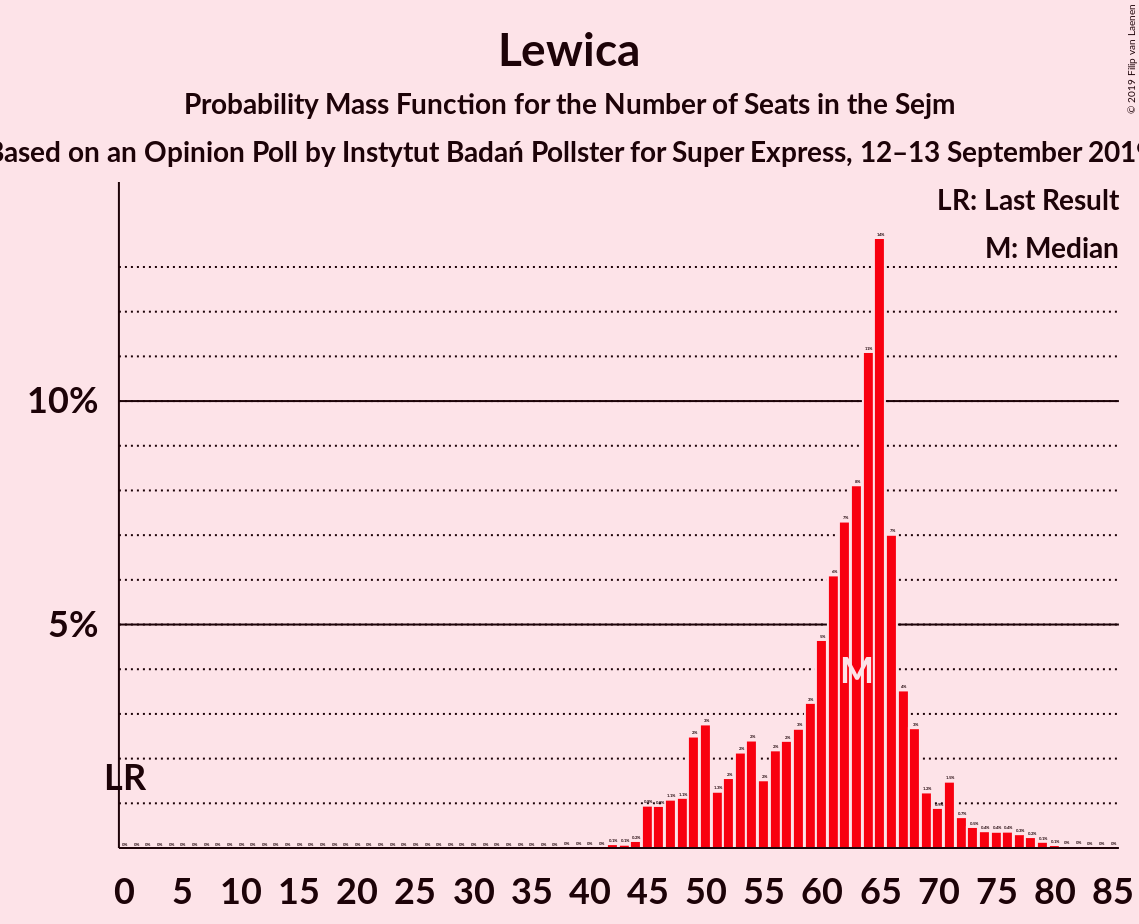 Lewica
Probability Mass Function for the Number of Seats in the Sejm
Based on an Opinion Poll by Instytut Badań Pollster for Super Express, 12–13 September 2019
© 2019 Filip van Laenen
LR: Last Result
M: Median
10%
5%
LR
M
0 5 10 15 20 25 30 35 40 45 50 55 60 65 70 75 80 85